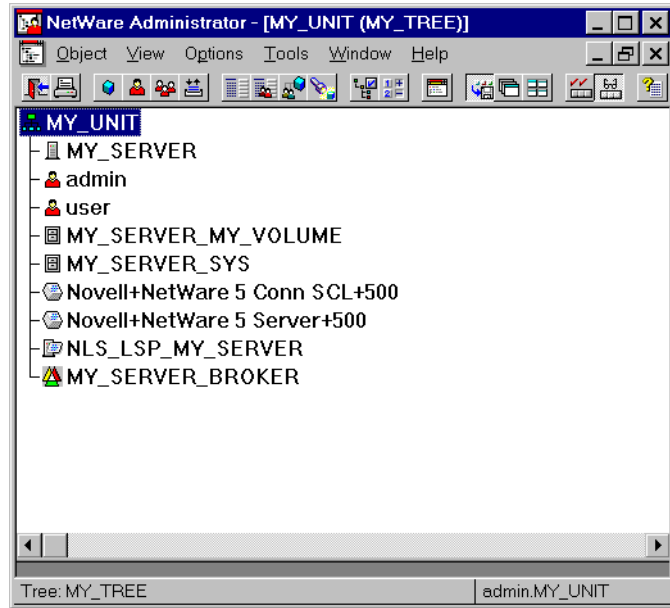 NetWare Administrator - [MY_UNIT (MY_TREE)]
Object View Options Tools Window Help
MY_UNIT
MY_SERVER
admin
user
MY_SERVER_MY_VOLUME
MY_SERVER_SYS
Novell+NetWare 5 Conn SCL+500
Novell+NetWare 5 Server+500
NLS_LSP_MY_SERVER
MY_SERVER_BROKER
Tree: MY_TREE admin.MY_UNIT